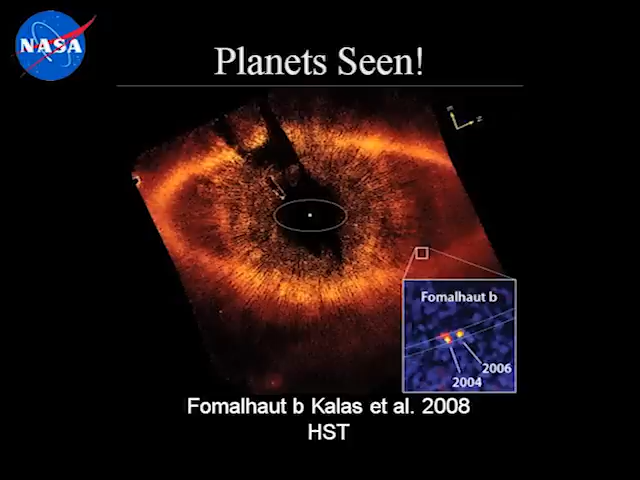 NASA
Planets Seen!
Fomalhaut b
2006
2004
Fomalhaut b Kalas et al. 2008
HST